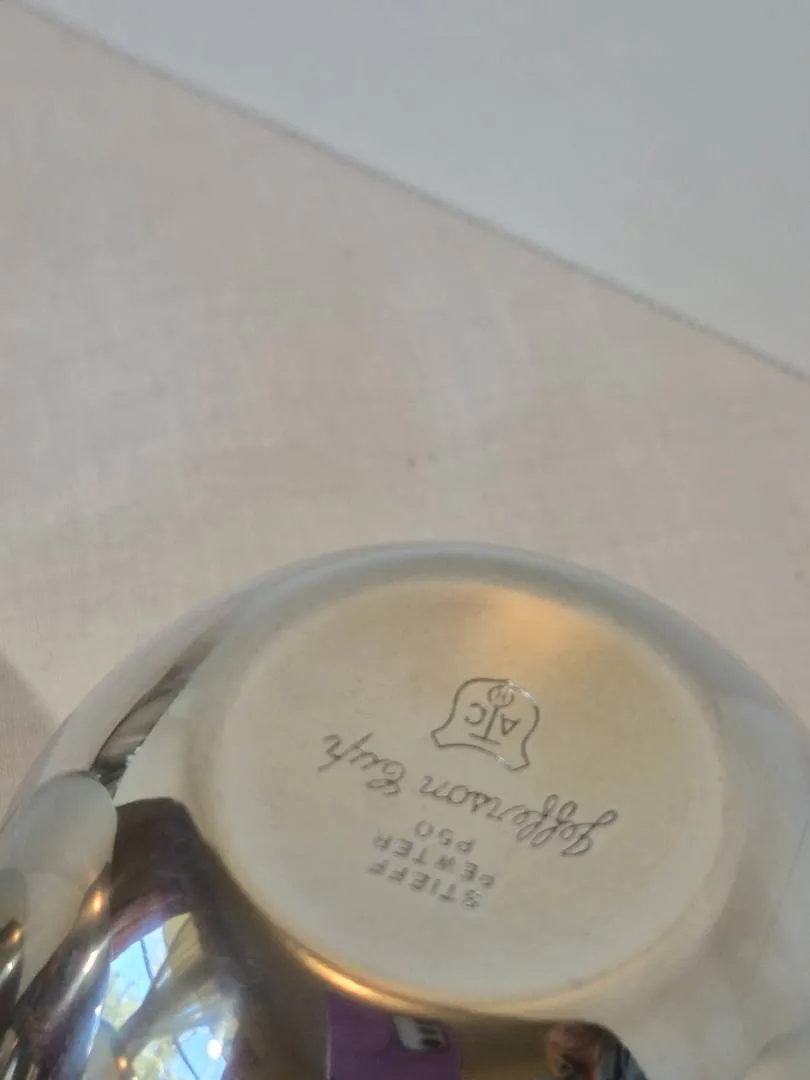 STIEFF
PEWTER
P50
Jefferson Cup
ATC